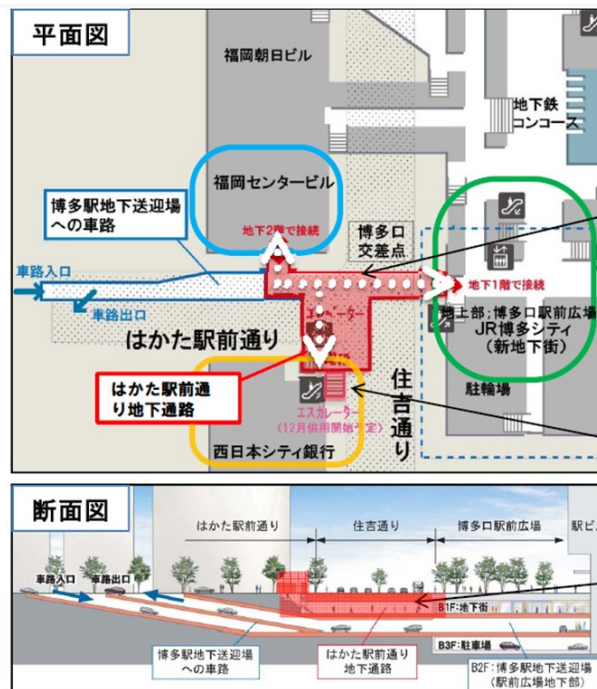 平面図
福岡朝日ビル
地下鉄
コンコース
福岡センタービル
博多駅地下送迎場
への車路
地下2階で接続
博多口
交差点
車路入口
地下1階で接続
車路出口
地上部;博多口駅前広場
JR博多シティ
(新地下街)
はかた駅前通り
はかた駅前通
り地下通路
住吉通り
駐輪場
エスカレーター
(12月供用開始予定)
西日本シティ銀行
断面図
はかた駅前通り
住吉通り
博多口駅前広場
駅ビ
車路入口
車路出口
B1F:地下街
B3F:駐車場
博多駅地下送迎場
への車路
はかた駅前通り
地下通路
B2F:博多駅地下送迎場
(駅前広場地下部)